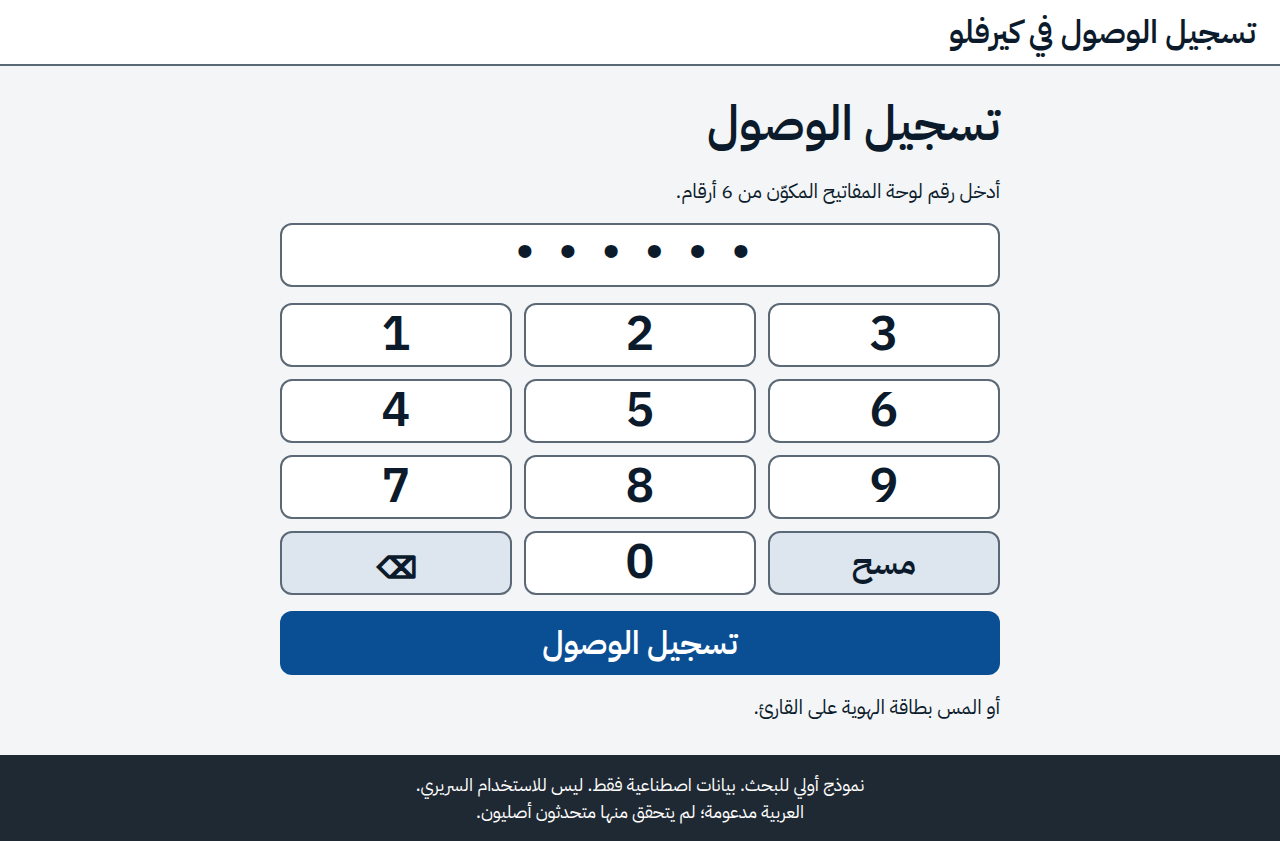 تسجيل الوصول في كيرفلو
تسجيل الوصول
أدخل رقم لوحة المفاتيح المكوّن من 6 أرقام.
• • • • • •
1 2 3
4 5 6
7 8 9
⌫ 0 مسح
تسجيل الوصول
أو المس بطاقة الهوية على القارئ.
نموذج أولي للبحث. بيانات اصطناعية فقط. ليس للاستخدام السريري.
العربية مدعومة؛ لم يتحقق منها متحدثون أصليون.